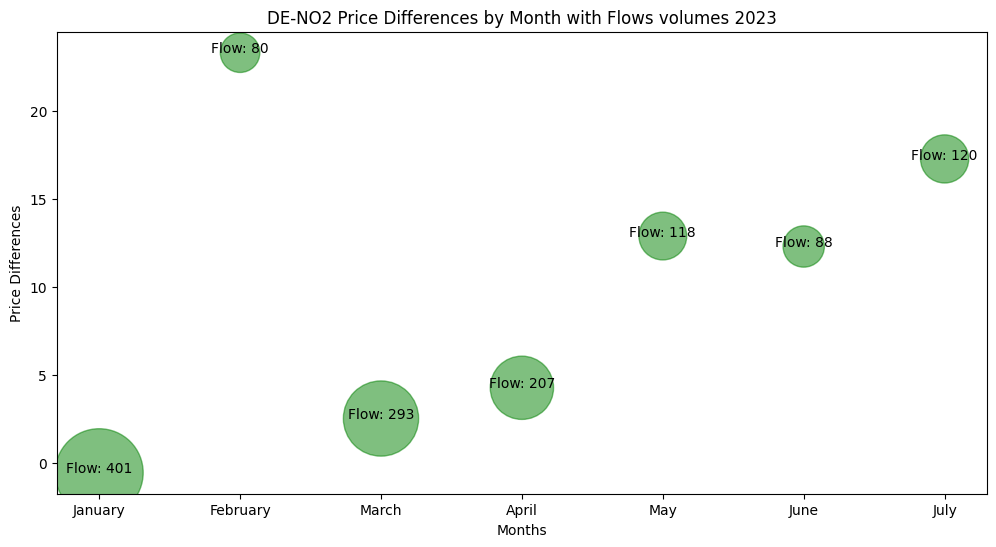 DE-NO2 Price Differences by Month with Flows volumes 2023
Price Differences
20
15
10
5
0
Flow: 401
Flow: 80
Flow: 293
Flow: 207
Flow: 118
Flow: 88
Flow: 120
January
February
March
April
May
June
July
Months